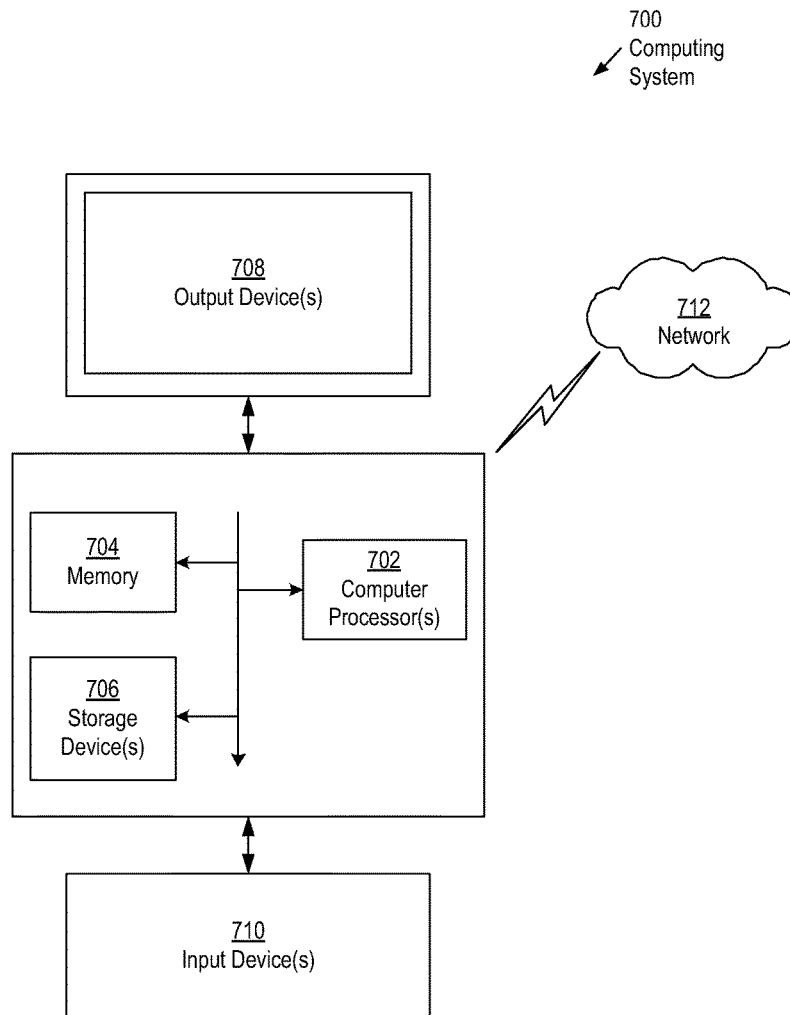 700
Computing
System
708
Output Device(s)
712
Network
704
Memory
702
Computer
Processor(s)
706
Storage
Device(s)
710
Input Device(s)